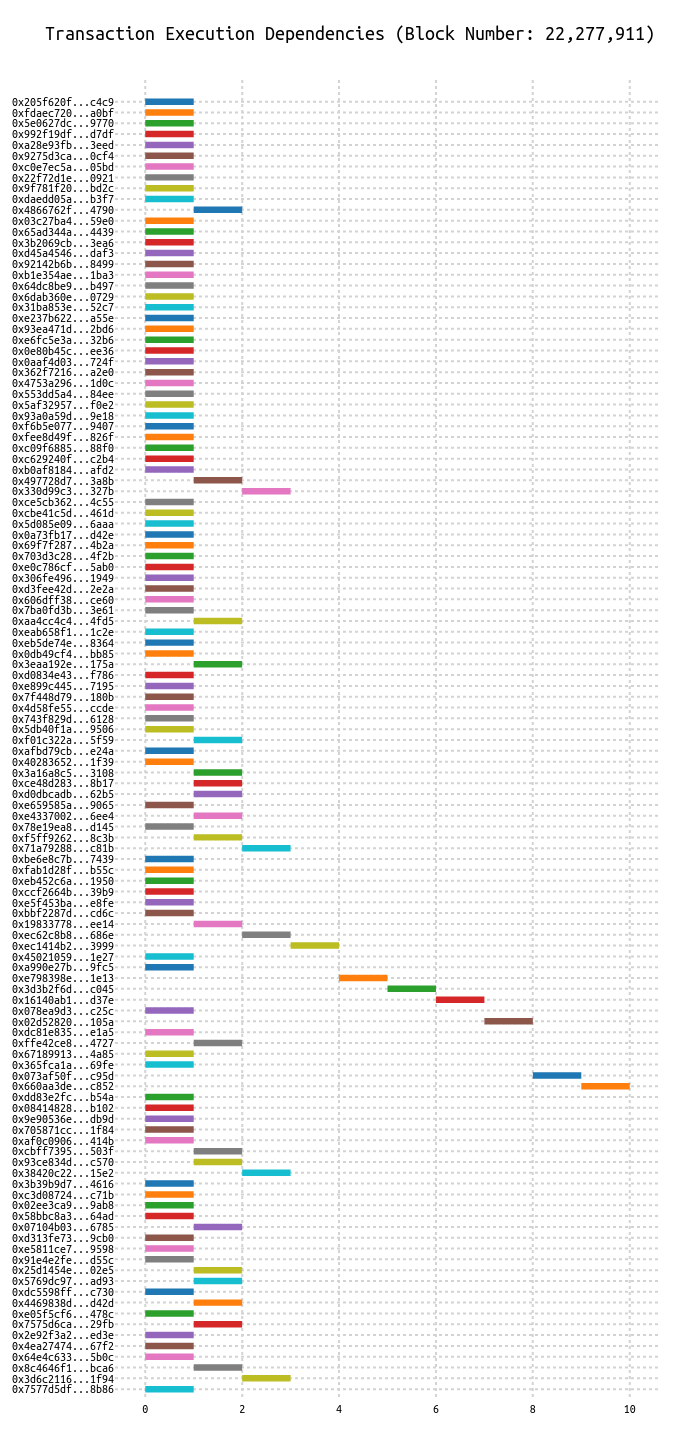 Transaction Execution Dependencies (Block Number: 22,277,911)
0x205f620f...c4c9
0xfdaec720...a0bf
0x5e0627dc...9770
0x992f19df...d7df
0xa28e93fb...3eed
0x9275d3ca...0cf4
0xc0e7ec5a...05bd
0x22f72d1e...0921
0x9f781f20...bd2c
0xdaedd05a...b3f7
0x4866762f...4790
0x03c27ba4...59e0
0x65ad344a...4439
0x3b2069cb...3ea6
0xd45a4546...daf3
0x92142b6b...8499
0xb1e354ae...1ba3
0x64dc8be9...b497
0x6dab360e...0729
0x31ba853e...52c7
0xe237b622...a55e
0x93ea471d...2bd6
0xe6fc5e3a...32b6
0x0e80b45c...ee36
0x0aaf4d03...724f
0x362f7216...a2e0
0x4753a296...1d0c
0x553dd5a4...84ee
0x5af32957...f0e2
0x93a0a59d...9e18
0xf6b5e077...9407
0xfee8d49f...826f
0xc09f6885...88f0
0xc629240f...c2b4
0xb0af8184...afd2
0x497728d7...3a8b
0x330d99c3...327b
0xce5cb362...4c55
0xcbe41c5d...461d
0x5d085e09...6aaa
0x0a73fb17...d42e
0x69f7f287...4b2a
0x703d3c28...4f2b
0xe0c786cf...5ab0
0x306fe496...1949
0xd3fee42d...2e2a
0x606dff38...ce60
0x7ba0fd3b...3e61
0xaa4cc4c4...4fd5
0xeab658f1...1c2e
0xeb5de74e...8364
0x0db49cf4...bb85
0x3eaa192e...175a
0xd0834e43...f786
0xe899c445...7195
0x7f448d79...180b
0x4d58fe55...ccde
0x743f829d...6128
0x5db40f1a...9506
0xf01c322a...5f59
0xafbd79cb...e24a
0x40283652...1f39
0x3a16a8c5...3108
0xce48d283...8b17
0xd0dbcadb...62b5
0xe659585a...9065
0xe4337002...6ee4
0x78e19ea8...d145
0xf5ff9262...8c3b
0x71a79288...c81b
0xbe6e8c7b...7439
0xfab1d28f...b55c
0xeb452c6a...1950
0xccf2664b...39b9
0xe5f453ba...e8fe
0xbbf2287d...cd6c
0x19833778...ee14
0xec62c8b8...686e
0xec1414b2...3999
0x45021059...1e27
0xa990e27b...9fc5
0xe798398e...1e13
0x3d3b2f6d...c045
0x16140ab1...d37e
0x078ea9d3...c25c
0x02d52820...105a
0xdc81e835...e1a5
0xffe42ce8...4727
0x67189913...4a85
0x365fca1a...69fe
0x073af50f...c95d
0x660aa3de...c852
0xdd83e2fc...b54a
0x08414828...b102
0x9e90536e...db9d
0x705871cc...1f84
0xaf0c0906...414b
0xcbff7395...503f
0x93ce834d...c570
0x38420c22...15e2
0x3b39b9d7...4616
0xc3d08724...c71b
0x02ee3ca9...9ab8
0x58bbc8a3...64ad
0x07104b03...6785
0xd313fe73...9cb0
0xe5811ce7...9598
0x91e4e2fe...d55c
0x25d1454e...02e5
0x5769dc97...ad93
0xdc5598ff...c730
0x4469838d...d42d
0xe05f5cf6...478c
0x7575d6ca...29fb
0x2e92f3a2...ed3e
0x4ea27474...67f2
0x64e4c633...5b0c
0x8c4646f1...bca6
0x3d6c2116...1f94
0x7577d5df...8b86
0 2 4 6 8 10